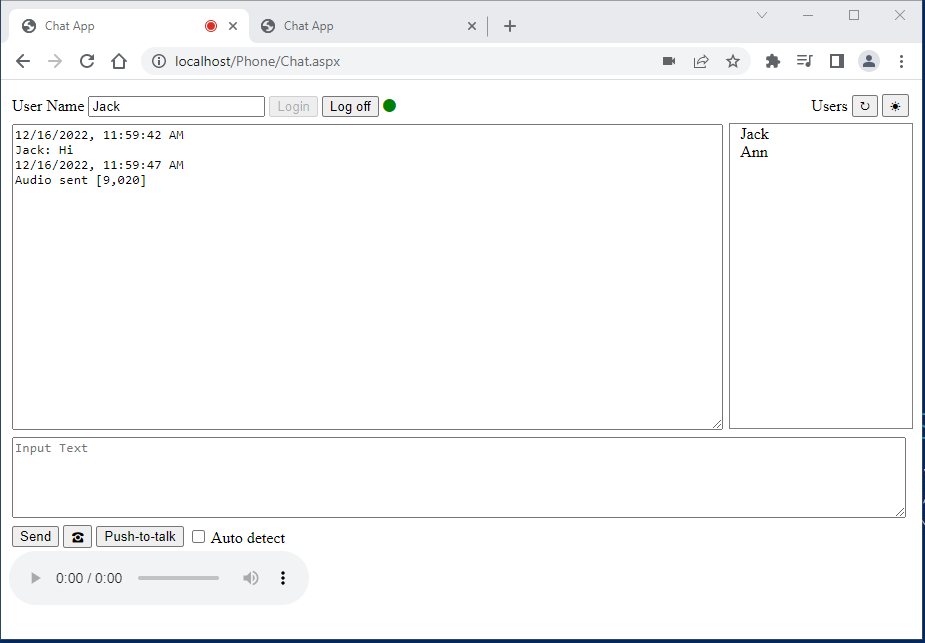 Chat App
Chat App
localhost/Phone/Chat.aspx
User Name Jack Login Log off Users
12/16/2022, 11:59:42 AM
Jack: Hi
12/16/2022, 11:59:47 AM
Audio sent [9,020]
Jack
Ann
Input Text
Send Push-to-talk Auto detect
0:00 / 0:00